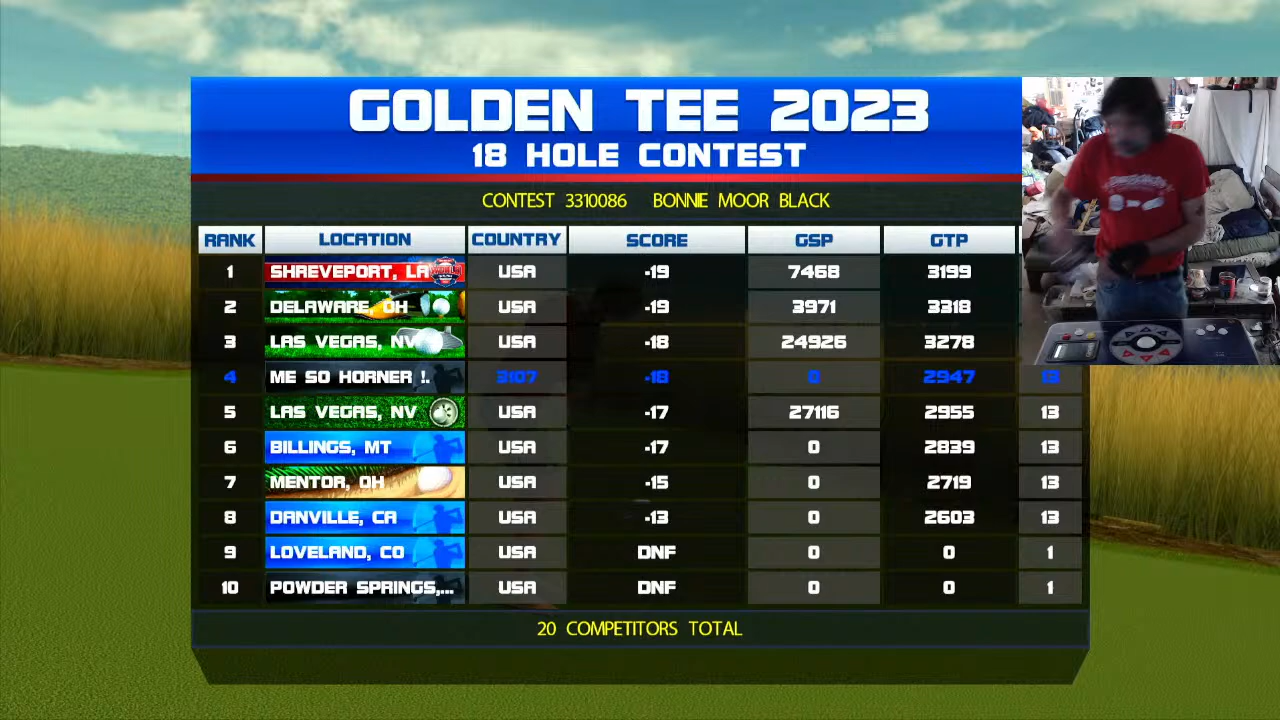 GOLDEN TEE 2023
18 HOLE CONTEST
CONTEST 3310086 BONNIE MOOR BLACK
RANK LOCATION COUNTRY SCORE GSP GTP
1 SHREVEPORT, LA USA -19 7468 3199
2 DELAWARE, OH USA -19 3971 3318
3 LAS VEGAS, NV USA -18 24926 3278
4 ME SO HORNER !. 3107 -18 0 2947 13
5 LAS VEGAS, NV USA -17 27116 2955 13
6 BILLINGS, MT USA -17 0 2839 13
7 MENTOR, OH USA -15 0 2719 13
8 DANVILLE, CA USA -13 0 2603 13
9 LOVELAND, CO USA DNF 0 0 1
10 POWDER SPRINGS,... USA DNF 0 0 1
20 COMPETITORS TOTAL